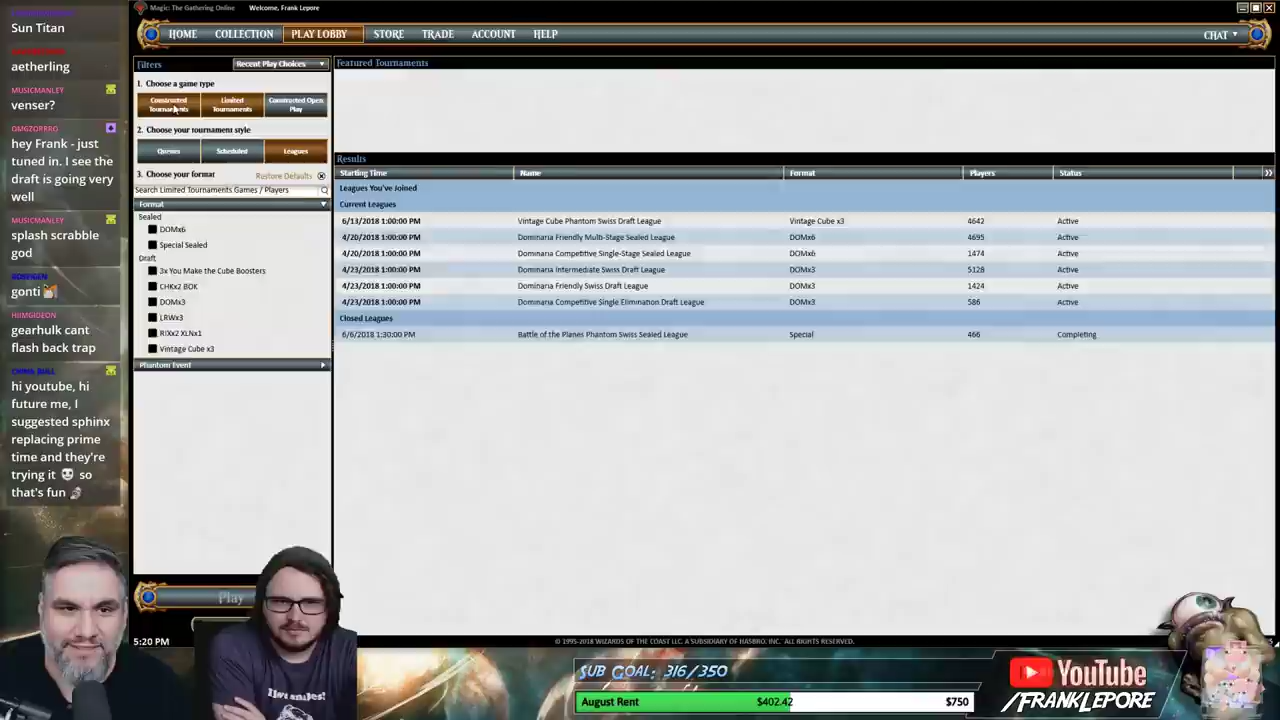 Sun Titan
aetherling
MUSICMANLEY
venser?
OMGZORRRO
hey Frank - just
tuned in. I see the
draft is going very
well
MUSICMANLEY
splash scrabble
god
gonti
HIIMGIDEON
gearhulk cant
flash back trap
hi youtube, hi
future me, I
suggested sphinx
replacing prime
time and they're
trying it so
that's fun
Magic: The Gathering Online
Welcome, Frank Lepore
HOME
COLLECTION
PLAY LOBBY
STORE
TRADE
ACCOUNT
HELP
CHAT
Filters
Recent Play Choices
1. Choose a game type
Constructed
Tournaments
Limited
Tournaments
Constructed Open
Play
2. Choose your tournament style
Queues
Scheduled
Leagues
3. Choose your format
Restore Defaults
Search Limited Tournaments Games / Players
Format
Sealed
DOMx6
Special Sealed
Draft
3x You Make the Cube Boosters
CHKx2 BOK
DOMx3
LRWx3
RIXx2 XLNx1
Vintage Cube x3
Phantom Event
Play
5:20 PM
Featured Tournaments
Results
Starting Time Name Format Players Status
Leagues You've Joined
Current Leagues
6/13/2018 1:00:00 PM Vintage Cube Phantom Swiss Draft League Vintage Cube x3 4642 Active
4/20/2018 1:00:00 PM Dominaria Friendly Multi-Stage Sealed League DOMx6 4695 Active
4/20/2018 1:00:00 PM Dominaria Competitive Single-Stage Sealed League DOMx6 1474 Active
4/23/2018 1:00:00 PM Dominaria Intermediate Swiss Draft League DOMx3 5128 Active
4/23/2018 1:00:00 PM Dominaria Friendly Swiss Draft League DOMx3 1424 Active
4/23/2018 1:00:00 PM Dominaria Competitive Single Elimination Draft League DOMx3 586 Active
Closed Leagues
6/6/2018 1:30:00 PM Battle of the Planes Phantom Swiss Sealed League Special 466 Completing
© 1995-2018 WIZARDS OF THE COAST LLC. A SUBSIDIARY OF HASBRO, INC. ALL RIGHTS RESERVED.
SUB GOAL: 316/350
August Rent $402.42 $750
YouTube
/FRANKLEPORE